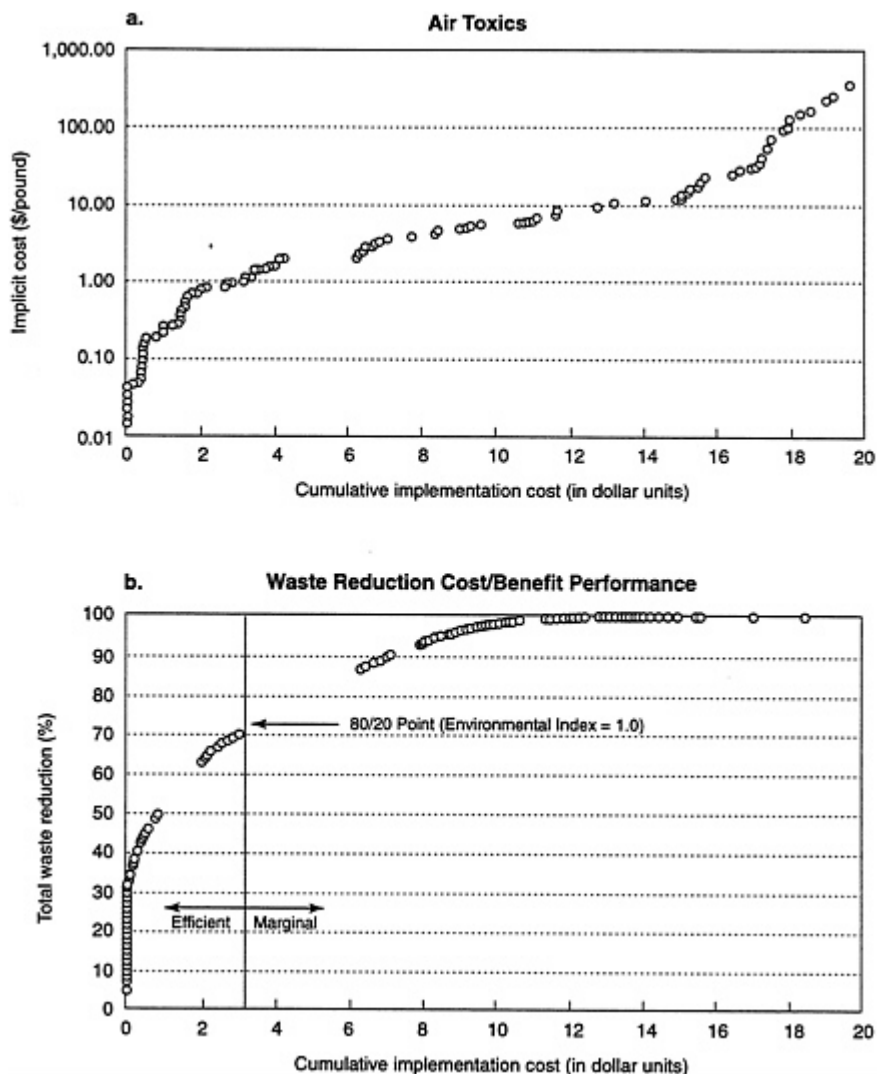 a.
Air Toxics
1,000.00
100.00
10.00
1.00
0.10
0.01
Implicit cost ($/pound)
0 2 4 6 8 10 12 14 16 18 20
Cumulative implementation cost (in dollar units)
b.
Waste Reduction Cost/Benefit Performance
100
90
80
70
60
50
40
30
20
10
0
Total waste reduction (%)
80/20 Point (Environmental Index = 1.0)
Efficient Marginal
0 2 4 6 8 10 12 14 16 18 20
Cumulative implementation cost (in dollar units)